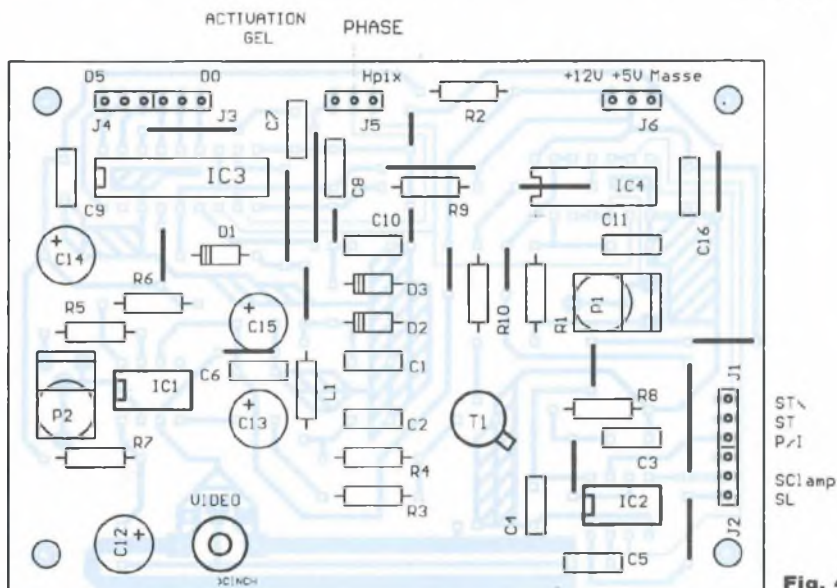 ACTIVATION
GEL
PHASE
D5
D0
Hpix
+12V +5V Masse
J4
J3
C7
J5
R2
J6
C9
IC3
C8
R9
IC4
C16
C14
D1
C10
C11
R6
D3
R10
R1
P1
R5
C15
D2
C6
C1
P2
IC1
L1
J1
C13
C2
T1
R8
ST\
ST
P/I
R7
R4
C3
SClamp
SL
VIDEO
R3
C4
IC2
J2
C12
C5
CINCH
Fig.